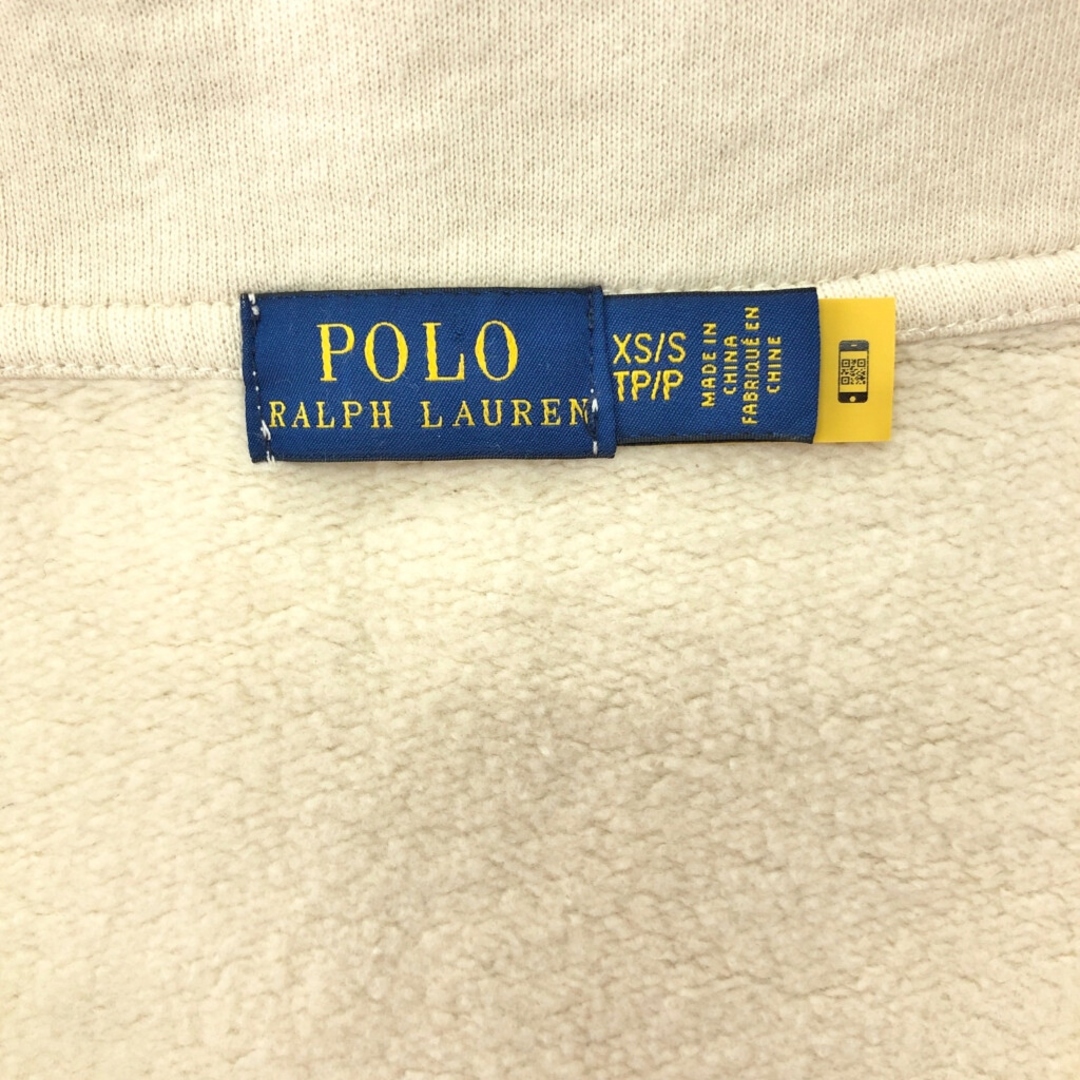 POLO
RALPH LAUREN
XS/S
TP/P
MADE IN
CHINA
FABRIQUÉ EN
CHINE